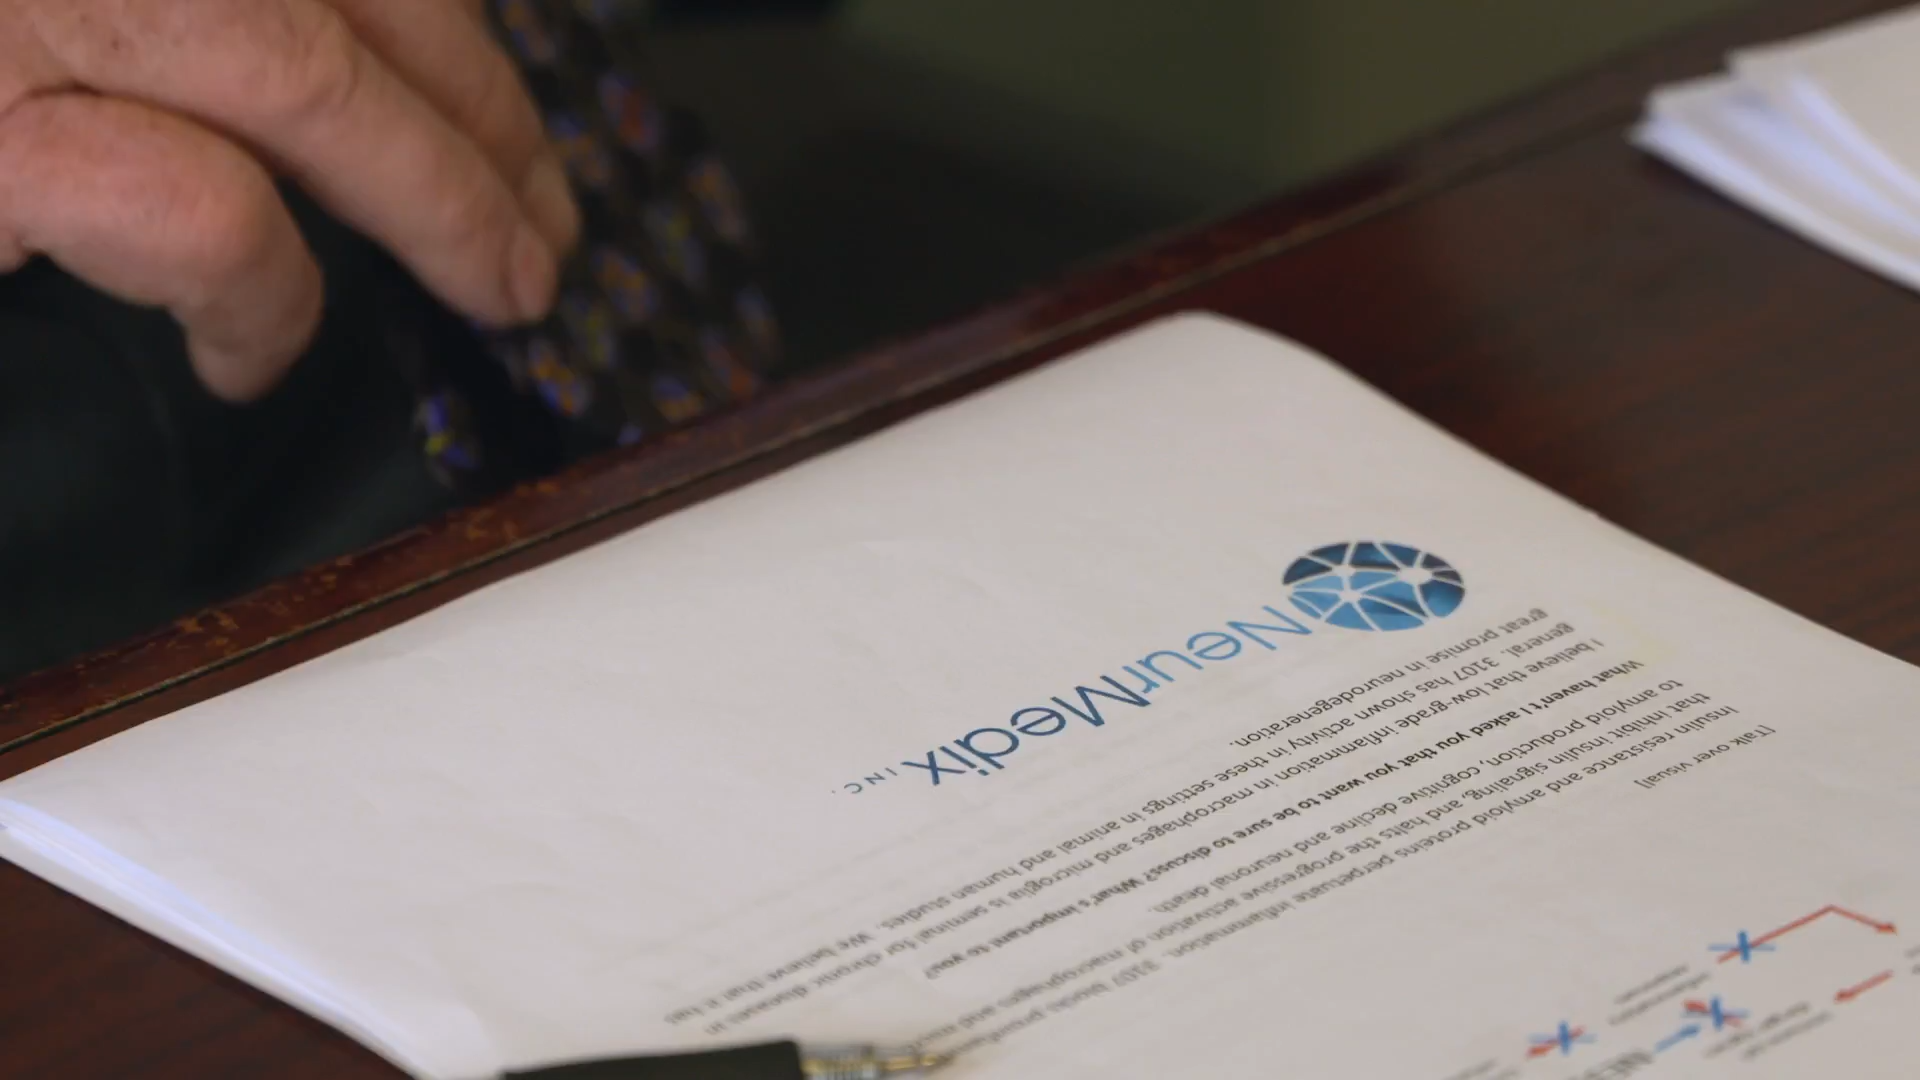 [Talk over visual]
Insulin resistance and amyloid proteins perpetuate inflammation. 3107 blocks
that inhibit insulin signaling, and halts the progressive activation of macrophages and
to amyloid production, cognitive decline and neuronal death.
What haven't I asked you that you want to be sure to discuss? What's important to you?
I believe that low-grade inflammation in macrophages and microglia is seminal for chronic diseases in
general. 3107 has shown activity in these settings in animal and human studies. We believe that it has
great promise in neurodegeneration.
NeurMedix INC.